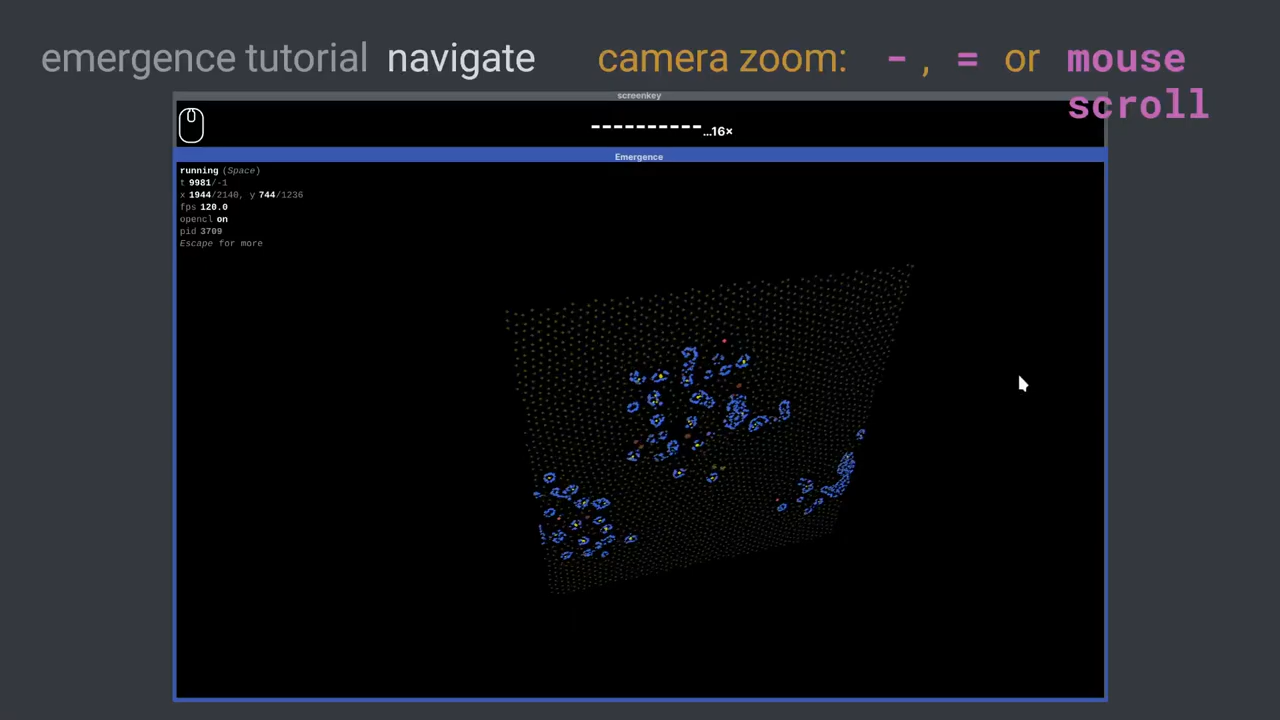 emergence tutorial navigate camera zoom: - , = or mouse
scroll
screenkey
----------…16×
Emergence
running (Space)
t 9981/-1
x 1944/2140, y 744/1236
fps 120.0
opencl on
pid 3709
Escape for more